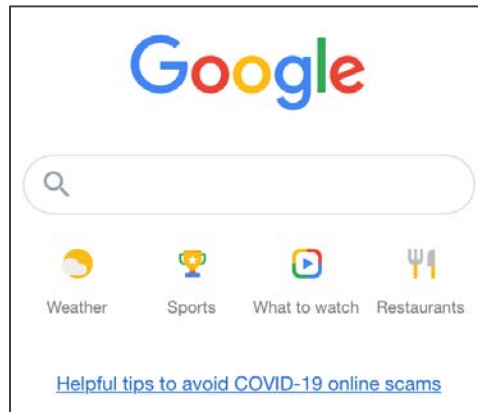 Google
Weather Sports What to watch Restaurants
Helpful tips to avoid COVID-19 online scams